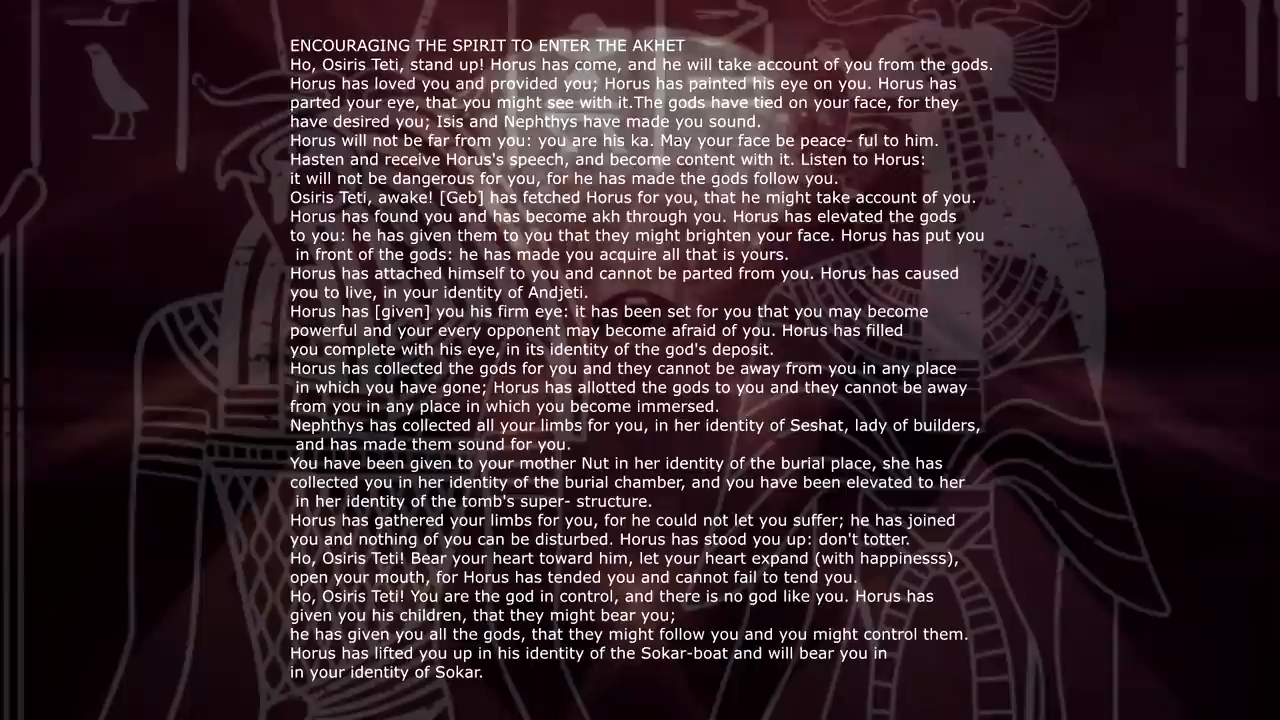 ENCOURAGING THE SPIRIT TO ENTER THE AKHET
Ho, Osiris Teti, stand up! Horus has come, and he will take account of you from the gods.
Horus has loved you and provided you; Horus has painted his eye on you. Horus has
parted your eye, that you might see with it.The gods have tied on your face, for they
have desired you; Isis and Nephthys have made you sound.
Horus will not be far from you: you are his ka. May your face be peace- ful to him.
Hasten and receive Horus's speech, and become content with it. Listen to Horus:
it will not be dangerous for you, for he has made the gods follow you.
Osiris Teti, awake! [Geb] has fetched Horus for you, that he might take account of you.
Horus has found you and has become akh through you. Horus has elevated the gods
to you: he has given them to you that they might brighten your face. Horus has put you
in front of the gods: he has made you acquire all that is yours.
Horus has attached himself to you and cannot be parted from you. Horus has caused
you to live, in your identity of Andjeti.
Horus has [given] you his firm eye: it has been set for you that you may become
powerful and your every opponent may become afraid of you. Horus has filled
you complete with his eye, in its identity of the god's deposit.
Horus has collected the gods for you and they cannot be away from you in any place
in which you have gone; Horus has allotted the gods to you and they cannot be away
from you in any place in which you become immersed.
Nephthys has collected all your limbs for you, in her identity of Seshat, lady of builders,
and has made them sound for you.
You have been given to your mother Nut in her identity of the burial place, she has
collected you in her identity of the burial chamber, and you have been elevated to her
in her identity of the tomb's super- structure.
Horus has gathered your limbs for you, for he could not let you suffer; he has joined
you and nothing of you can be disturbed. Horus has stood you up: don't totter.
Ho, Osiris Teti! Bear your heart toward him, let your heart expand (with happinesss),
open your mouth, for Horus has tended you and cannot fail to tend you.
Ho, Osiris Teti! You are the god in control, and there is no god like you. Horus has
given you his children, that they might bear you;
he has given you all the gods, that they might follow you and you might control them.
Horus has lifted you up in his identity of the Sokar-boat and will bear you in
in your identity of Sokar.